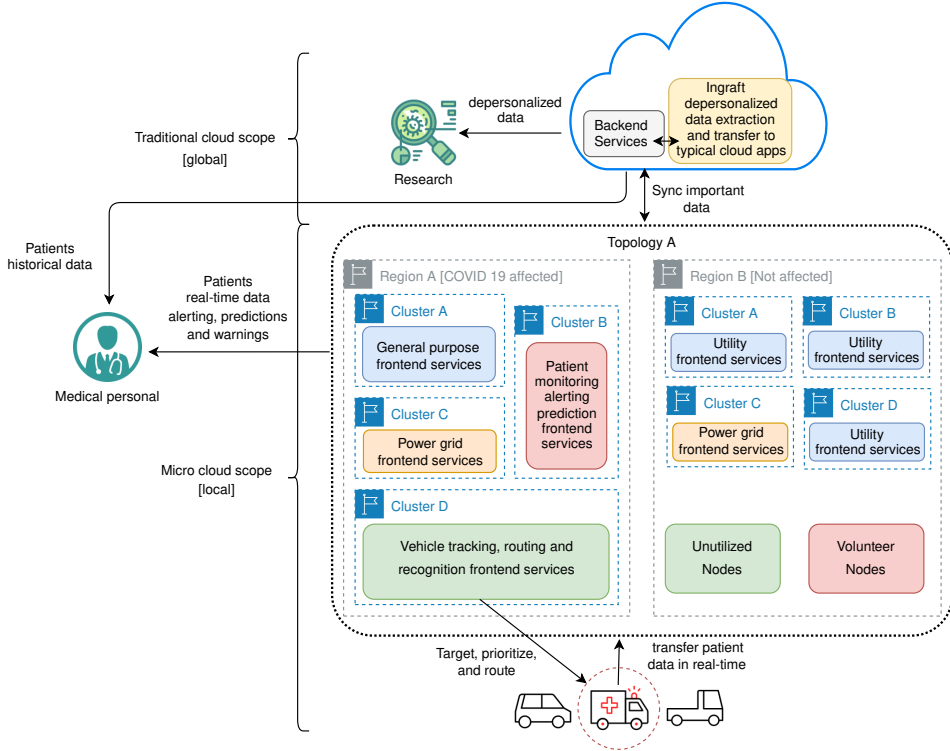 Ingraft
depersonalized
data extraction
and transfer to
typical cloud apps
Backend
Services
depersonalized
data
Research
Traditional cloud scope
[global]
Sync important
data
Patients
historical data
Topology A
Patients
real-time data
alerting, predictions
and warnings
Medical personal
Region A [COVID 19 affected]
Cluster A
General purpose
frontend services
Cluster B
Patient
monitoring
alerting
prediction
frontend
services
Cluster C
Power grid
frontend services
Cluster D
Vehicle tracking, routing and
recognition frontend services
Region B [Not affected]
Cluster A
Utility
frontend services
Cluster B
Utility
frontend services
Cluster C
Power grid
frontend services
Cluster D
Utility
frontend services
Unutilized
Nodes
Volunteer
Nodes
Micro cloud scope
[local]
Target, prioritize,
and route
transfer patient
data in real-time